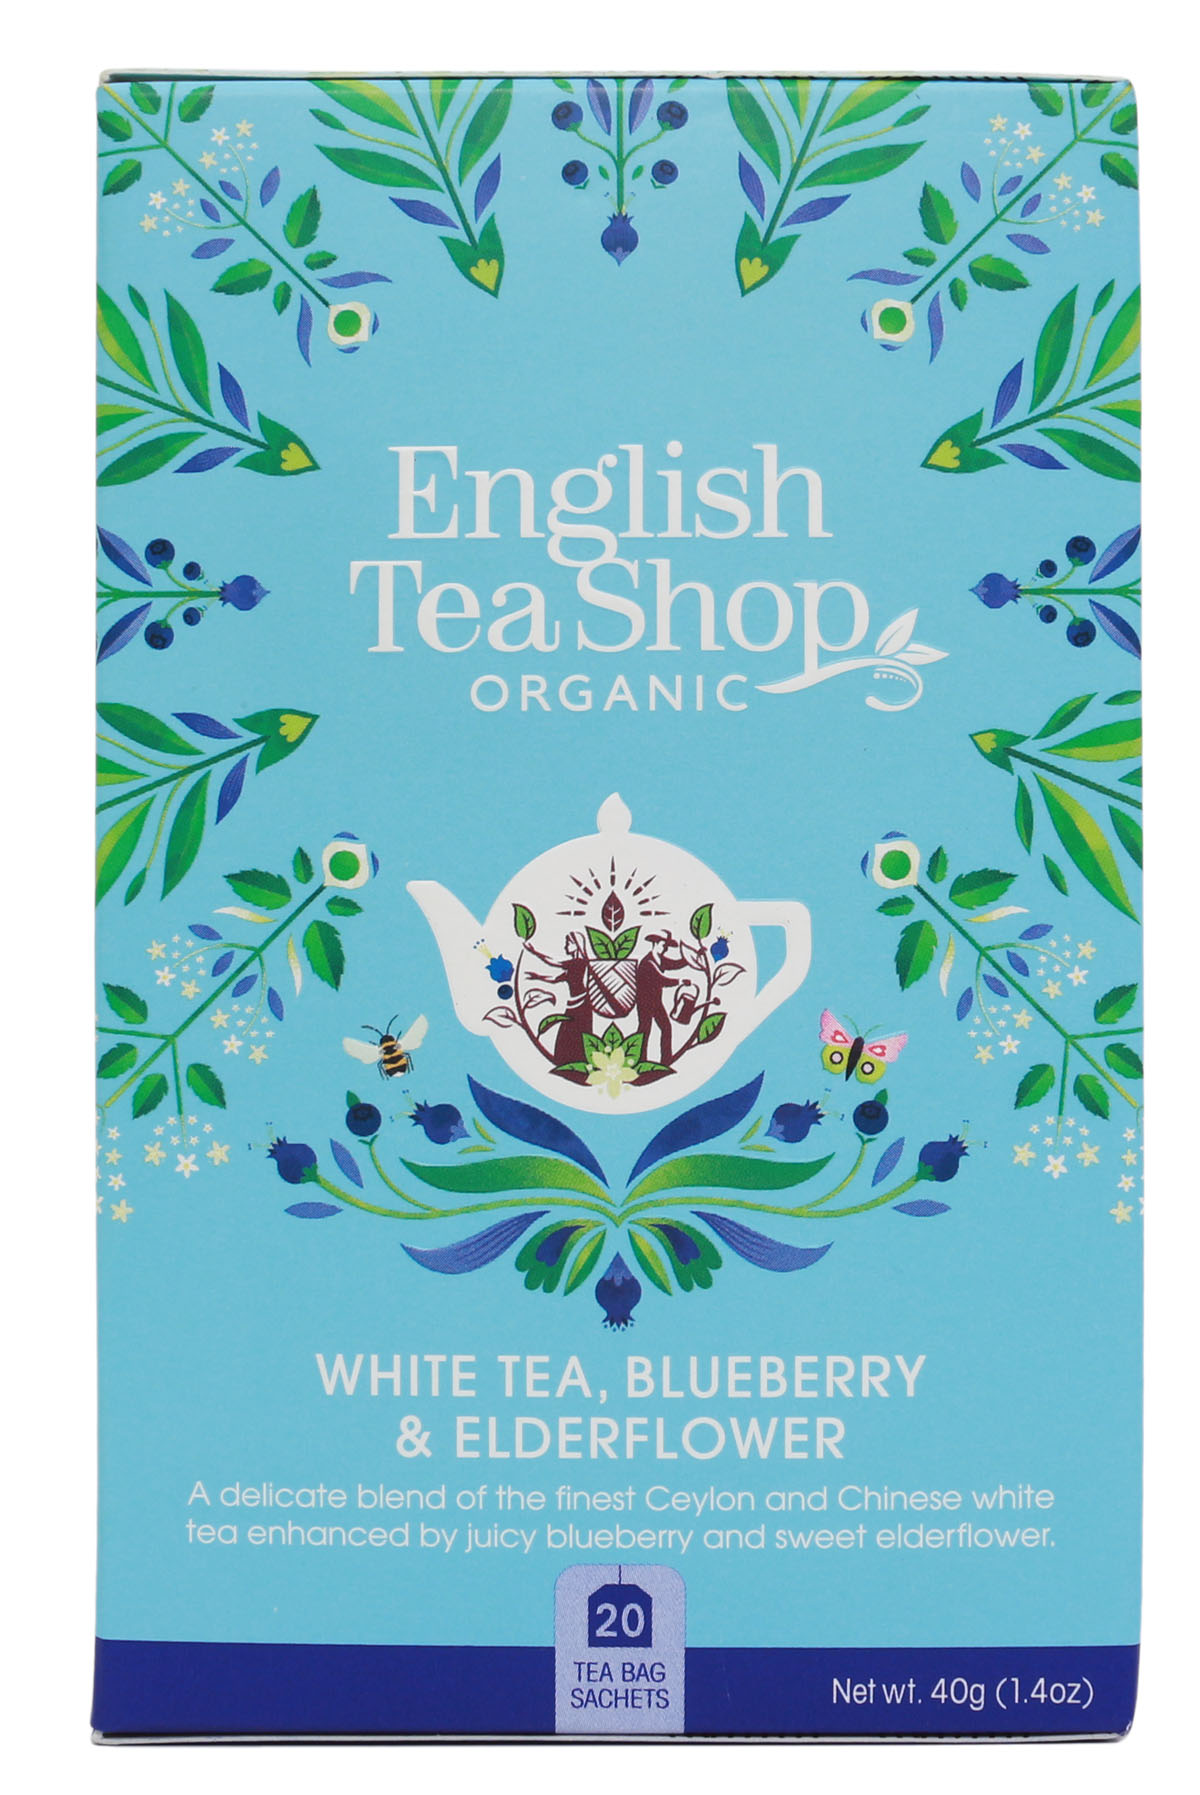 English
Tea Shop
ORGANIC
WHITE TEA, BLUEBERRY
& ELDERFLOWER
A delicate blend of the finest Ceylon and Chinese white
tea enhanced by juicy blueberry and sweet elderflower.
20
TEA BAG
SACHETS
Net wt. 40g (1.4oz)